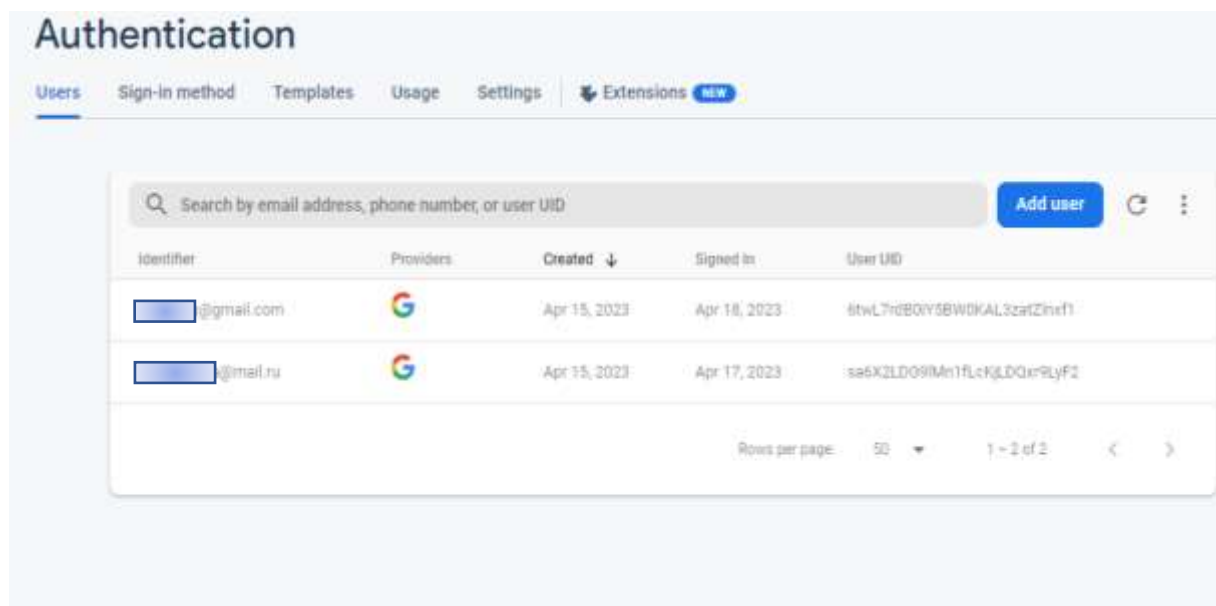 Authentication
Users Sign-in method Templates Usage Settings Extensions NEW
Search by email address, phone number, or user UID Add user
Identifier Providers Created Signed In User UID
@gmail.com Apr 15, 2023 Apr 18, 2023
@mail.ru Apr 15, 2023 Apr 17, 2023
Rows per page: 50 1 – 2 of 2